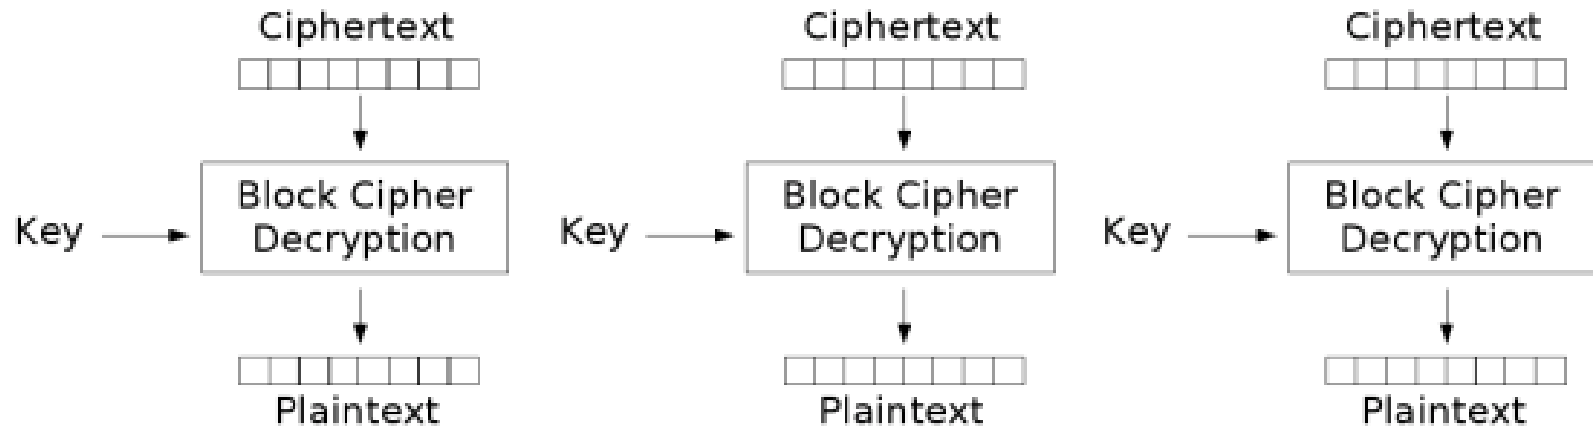 Ciphertext
Ciphertext
Ciphertext
Key
Block Cipher
Decryption
Key
Block Cipher
Decryption
Key
Block Cipher
Decryption
Plaintext
Plaintext
Plaintext